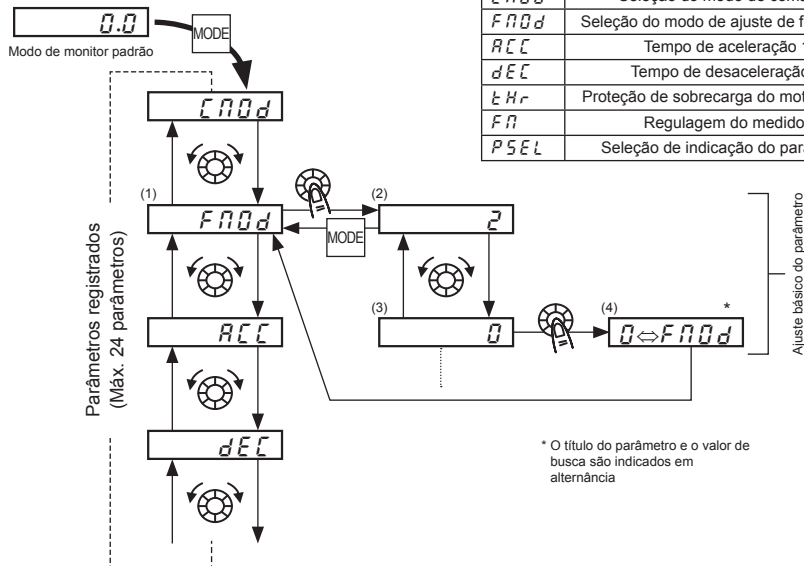 0.0
MODE
Modo de monitor padrão
FMOd
Seleção do modo de ajuste de
ACC
Tempo de aceleração
dEC
Tempo de desaceleração
tHr
Proteção de sobrecarga do
FM
Regulagem do
PSEL
Seleção de indicação do
CMOd
(1)
FMOd
(2)
2
MODE
(3)
0
(4)
*
0⇔FMOd
ACC
dEC
Parâmetros registrados
(Máx. 24 parâmetros)
Ajuste básico do parâmetro
* O título do parâmetro e o valor de
busca são indicados em
alternância